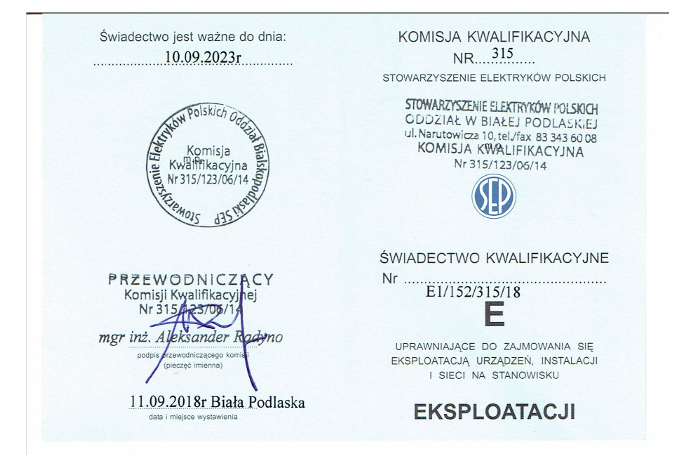 Świadectwo jest ważne do dnia:
10.09.2023r
Stowarzyszenie Elektryków Polskich Oddział Bialskopodlaski SEP
Komisja
Kwalifikacyjna
Nr 315/123/06/14
PRZEWODNICZĄCY
Komisji Kwalifikacyjnej
Nr 315/123/06/14
mgr inż. Aleksander Radyno
podpis przewodniczącego komisji
(pieczęć imienna)
11.09.2018r Biała Podlaska
data i miejsce wystawienia
KOMISJA KWALIFIKACYJNA
NR 315
STOWARZYSZENIE ELEKTRYKÓW POLSKICH
STOWARZYSZENIE ELEKTRYKÓW POLSKICH
ODDZIAŁ W BIAŁEJ PODLASKIEJ
ul. Narutowicza 10, tel./fax 83 343 60 08
KOMISJA KWALIFIKACYJNA
Nr 315/123/06/14
SEP
ŚWIADECTWO KWALIFIKACYJNE
Nr
E1/152/315/18
E
UPRAWNIAJĄCE DO ZAJMOWANIA SIĘ
EKSPLOATACJĄ URZĄDZEŃ, INSTALACJI
I SIECI NA STANOWISKU
EKSPLOATACJI